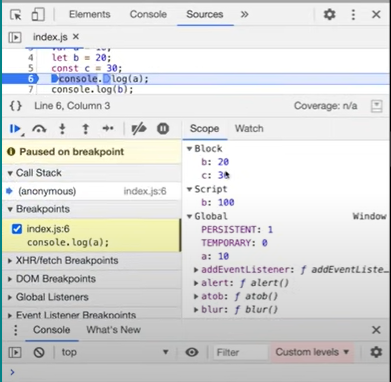 Elements
Console
Sources
index.js
4 let b = 20;
5 const c = 30;
6 console.log(a);
7 console.log(b);
{} Line 6, Column 3
Coverage: n/a
Paused on breakpoint
Call Stack
(anonymous) index.js:6
Breakpoints
index.js:6
console.log(a);
XHR/fetch Breakpoints
DOM Breakpoints
Global Listeners
Event Listener Breakpoints
Scope
Watch
Block
b: 20
c: 30
Script
b: 100
Global Window
PERSISTENT: 1
TEMPORARY: 0
a: 10
addEventListener: ƒ addEventListe…
alert: ƒ alert()
atob: ƒ atob()
blur: ƒ blur()
Console
What's New
top
Filter
Custom levels